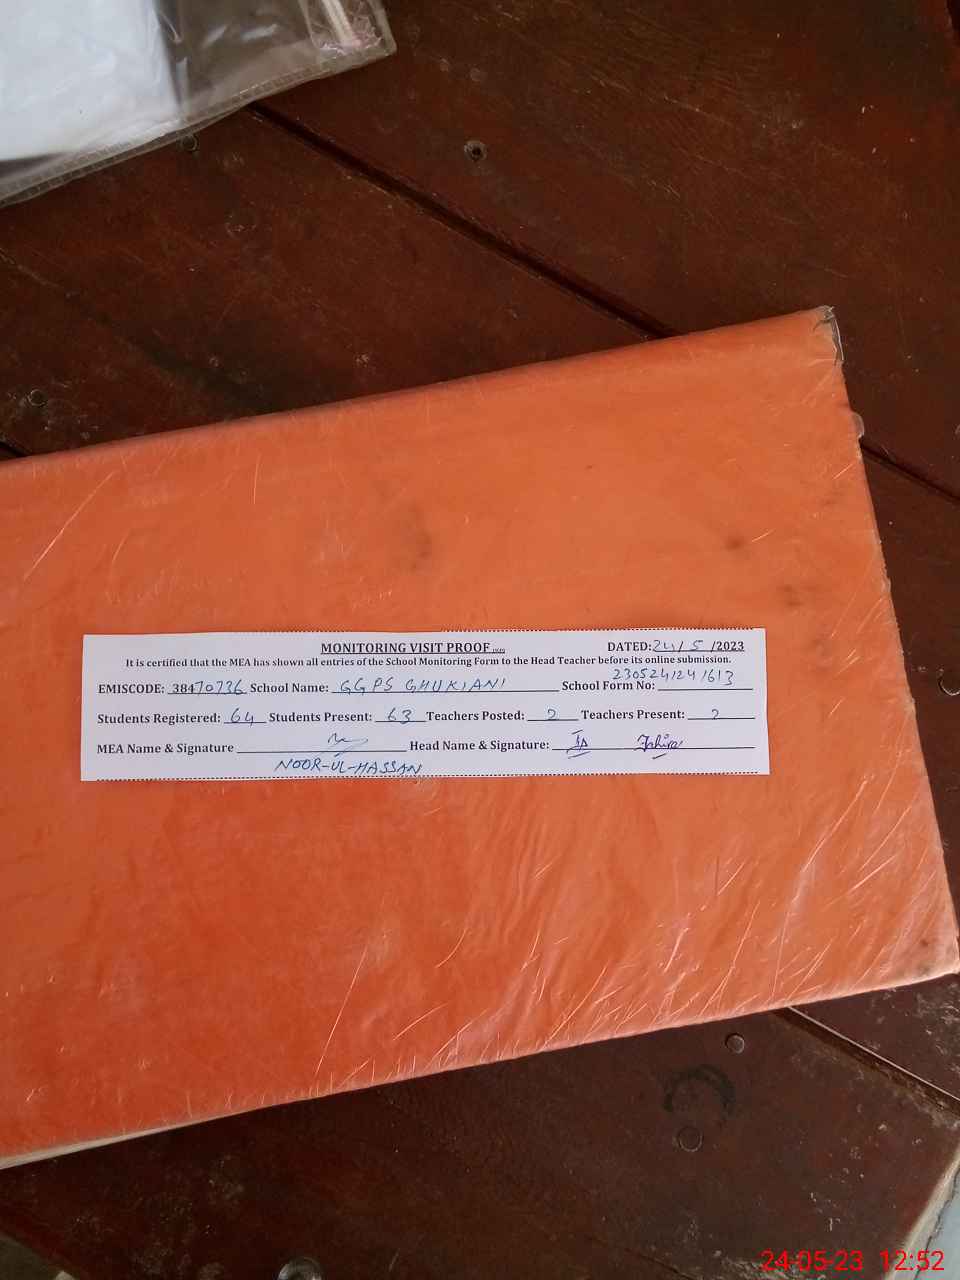 MONITORING VISIT PROOF
DATED: 24 / 5 /2023
It is certified that the MEA has shown all entries of the School Monitoring Form to the Head Teacher before its online submission.
EMISCODE: 38470736 School Name: GGPS GHUKIANI School Form No: 2305241241613
Students Registered: 64 Students Present: 63 Teachers Posted: 2 Teachers Present: 2
MEA Name & Signature Head Name & Signature:
NOOR-UL-HASSAN
24-05-23 12:52